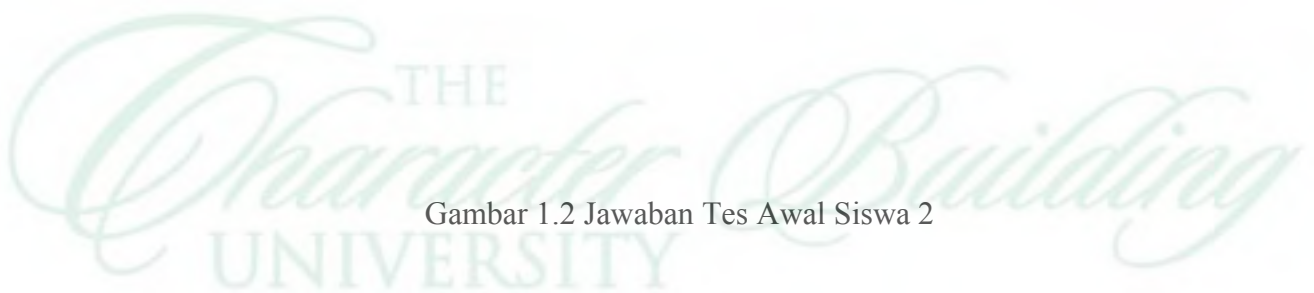 THE
Character Building
Gambar 1.2 Jawaban Tes Awal Siswa 2
UNIVERSITY